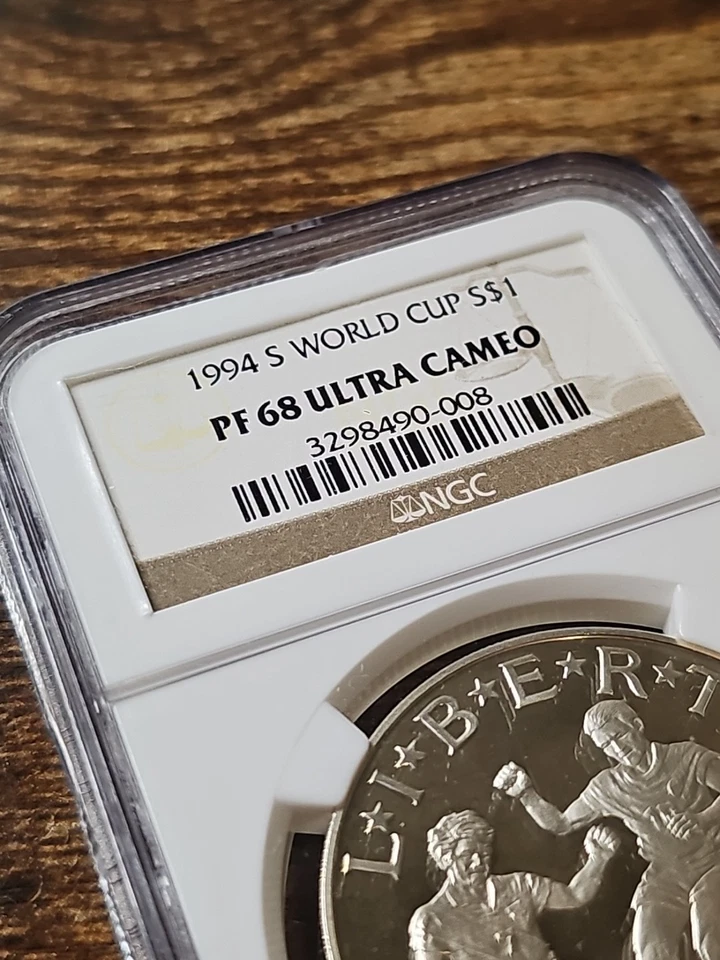 1994 S WORLD CUP S$1
PF 68 ULTRA CAMEO
3298490-008
NGC
L★I★B★E★R★T